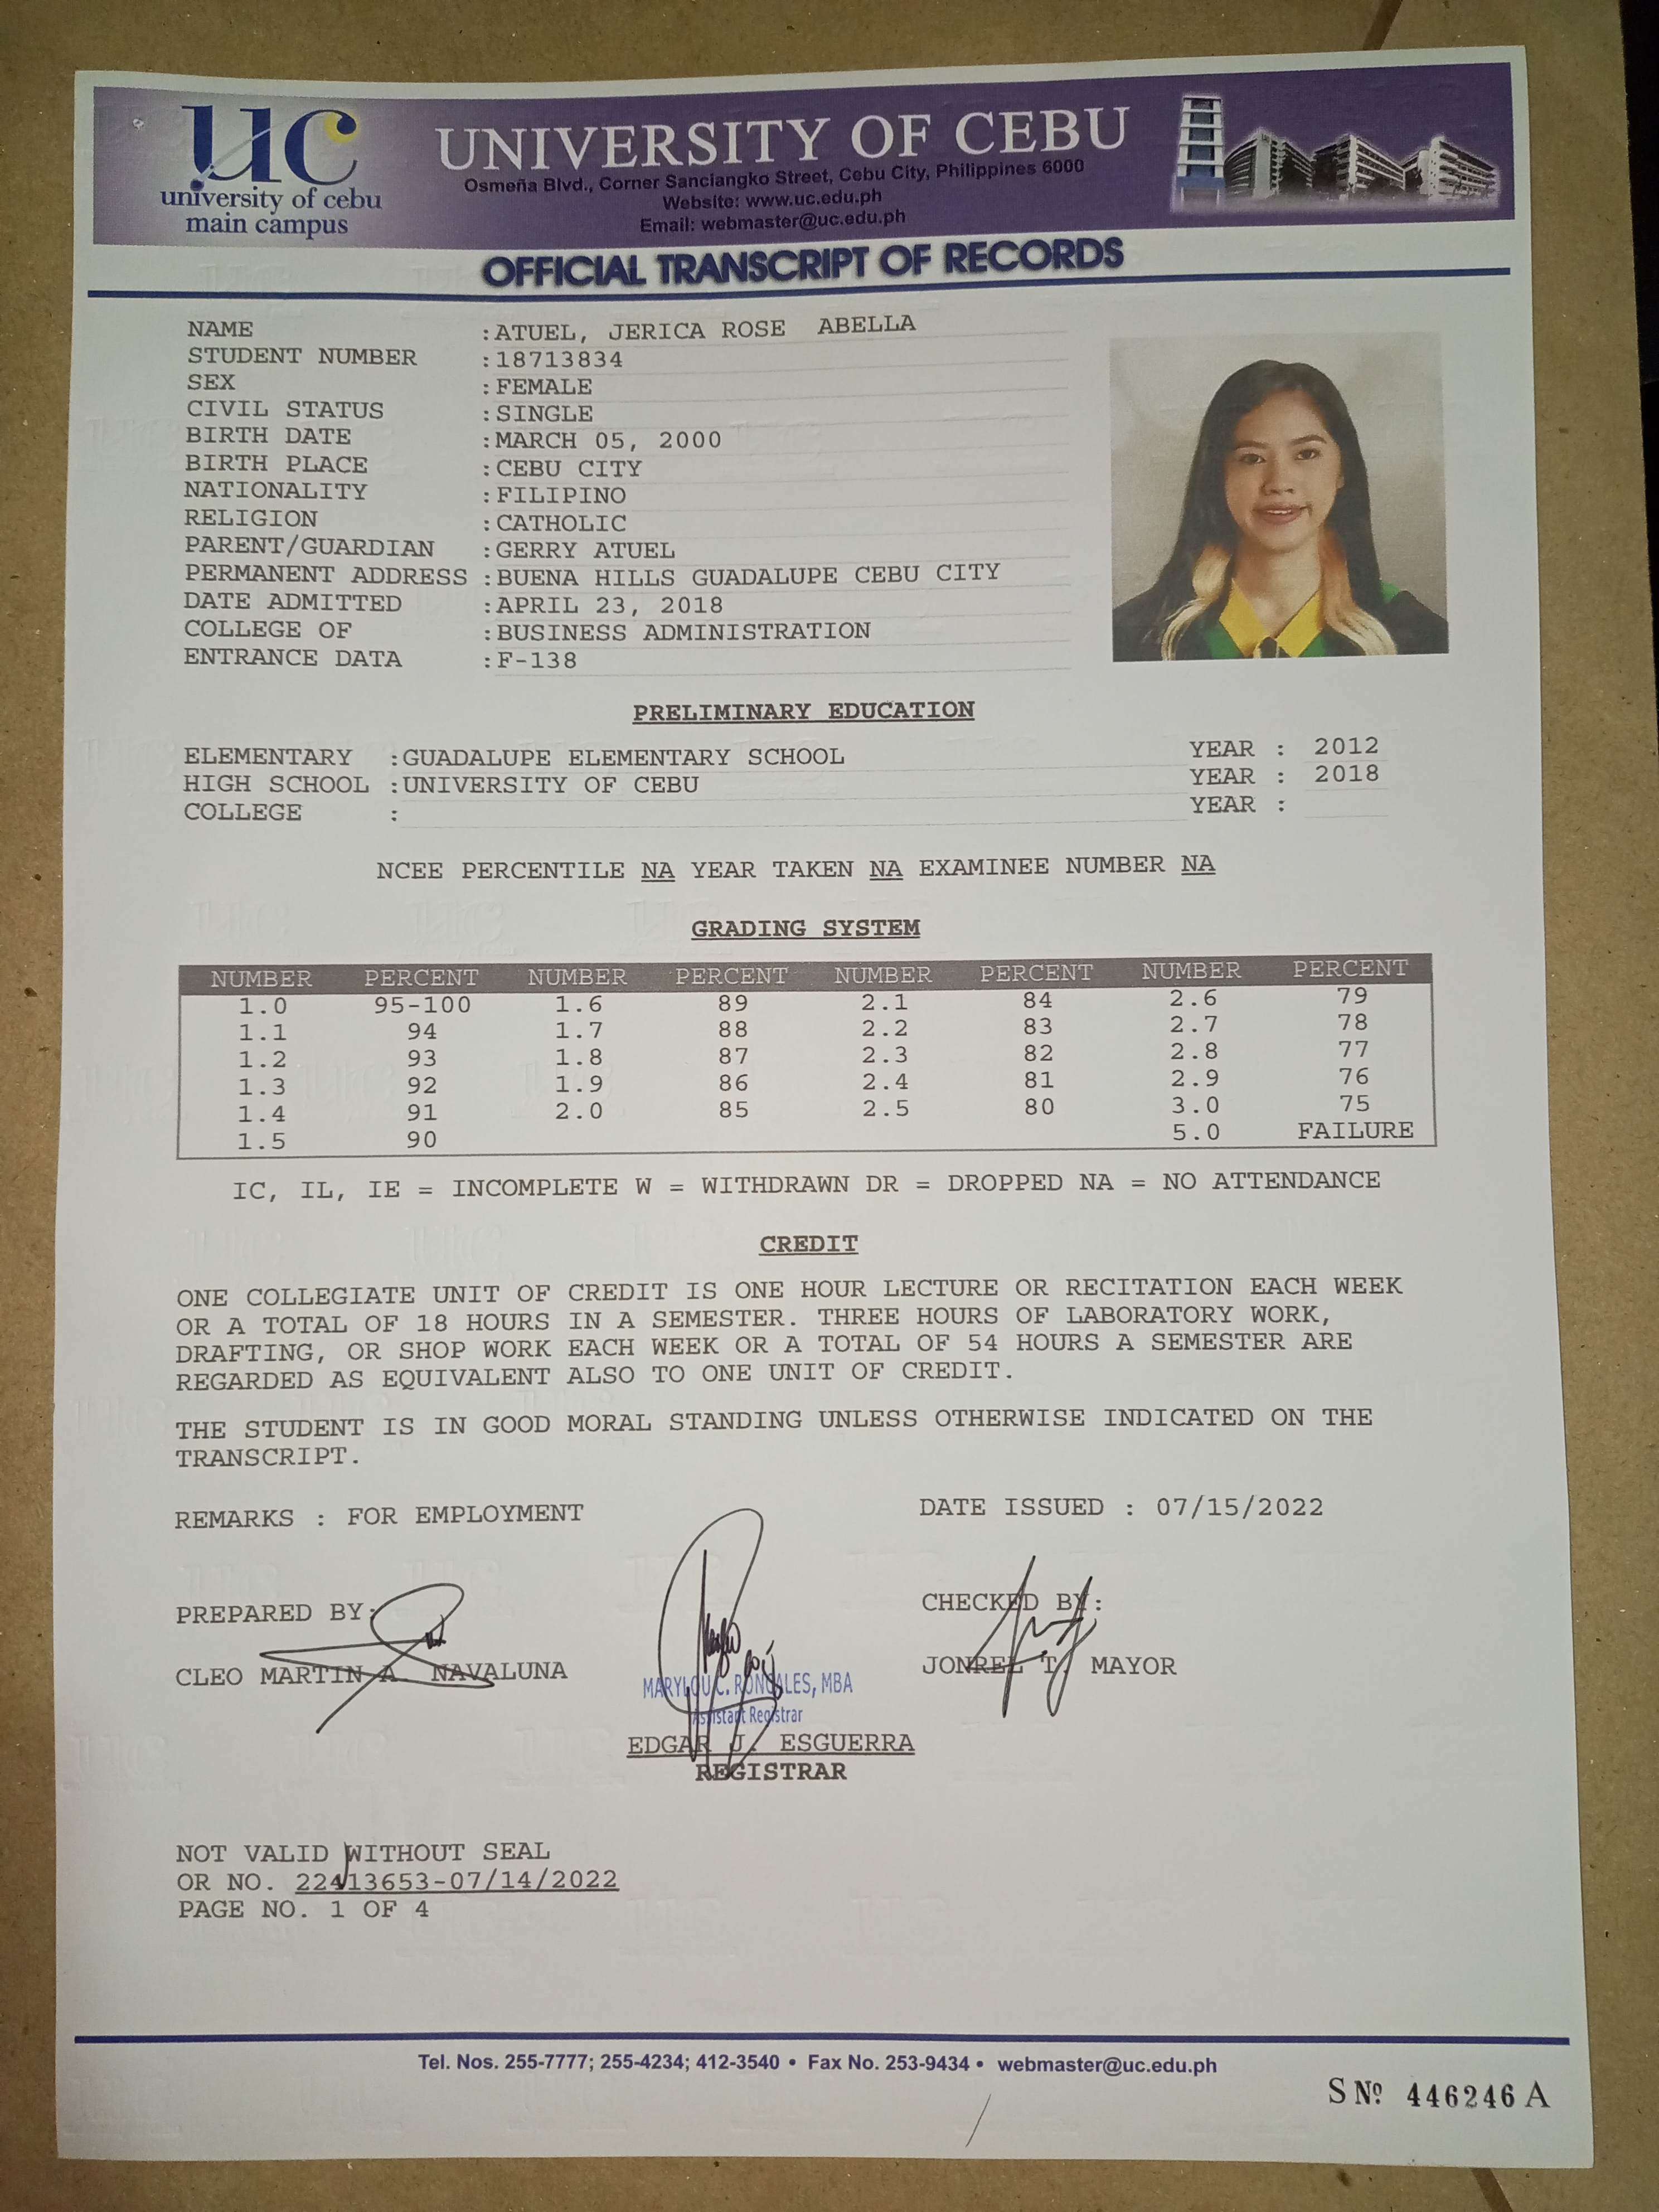 uc
university of cebu
main campus
UNIVERSITY OF CEBU
Osmeña Blvd., Corner Sanciangko Street, Cebu City, Philippines 6000
Website: www.uc.edu.ph
Email: webmaster@uc.edu.ph
OFFICIAL TRANSCRIPT OF RECORDS
NAME : ATUEL, JERICA ROSE ABELLA
STUDENT NUMBER : 18713834
SEX : FEMALE
CIVIL STATUS : SINGLE
BIRTH DATE : MARCH 05, 2000
BIRTH PLACE : CEBU CITY
NATIONALITY : FILIPINO
RELIGION : CATHOLIC
PARENT/GUARDIAN : GERRY ATUEL
PERMANENT ADDRESS : BUENA HILLS GUADALUPE CEBU CITY
DATE ADMITTED : APRIL 23, 2018
COLLEGE OF : BUSINESS ADMINISTRATION
ENTRANCE DATA : F-138
PRELIMINARY EDUCATION
ELEMENTARY : GUADALUPE ELEMENTARY SCHOOL YEAR : 2012
HIGH SCHOOL : UNIVERSITY OF CEBU YEAR : 2018
COLLEGE : YEAR :
NCEE PERCENTILE NA YEAR TAKEN NA EXAMINEE NUMBER NA
GRADING SYSTEM
NUMBER PERCENT NUMBER PERCENT NUMBER PERCENT NUMBER PERCENT
1.0 95-100 1.6 89 2.1 84 2.6 79
1.1 94 1.7 88 2.2 83 2.7 78
1.2 93 1.8 87 2.3 82 2.8 77
1.3 92 1.9 86 2.4 81 2.9 76
1.4 91 2.0 85 2.5 80 3.0 75
1.5 90 5.0 FAILURE
IC, IL, IE = INCOMPLETE W = WITHDRAWN DR = DROPPED NA = NO ATTENDANCE
CREDIT
ONE COLLEGIATE UNIT OF CREDIT IS ONE HOUR LECTURE OR RECITATION EACH WEEK
OR A TOTAL OF 18 HOURS IN A SEMESTER. THREE HOURS OF LABORATORY WORK,
DRAFTING, OR SHOP WORK EACH WEEK OR A TOTAL OF 54 HOURS A SEMESTER ARE
REGARDED AS EQUIVALENT ALSO TO ONE UNIT OF CREDIT.
THE STUDENT IS IN GOOD MORAL STANDING UNLESS OTHERWISE INDICATED ON THE
TRANSCRIPT.
REMARKS : FOR EMPLOYMENT DATE ISSUED : 07/15/2022
PREPARED BY: CHECKED BY:
CLEO MARTIN A. NAVALUNA JONREL T. MAYOR
MARYLOU C. RONGALES, MBA
Assistant Registrar
EDGAR J. ESGUERRA
REGISTRAR
NOT VALID WITHOUT SEAL
OR NO. 22413653-07/14/2022
PAGE NO. 1 OF 4
Tel. Nos. 255-7777; 255-4234; 412-3540 • Fax No. 253-9434 • webmaster@uc.edu.ph
S Nº 446246 A